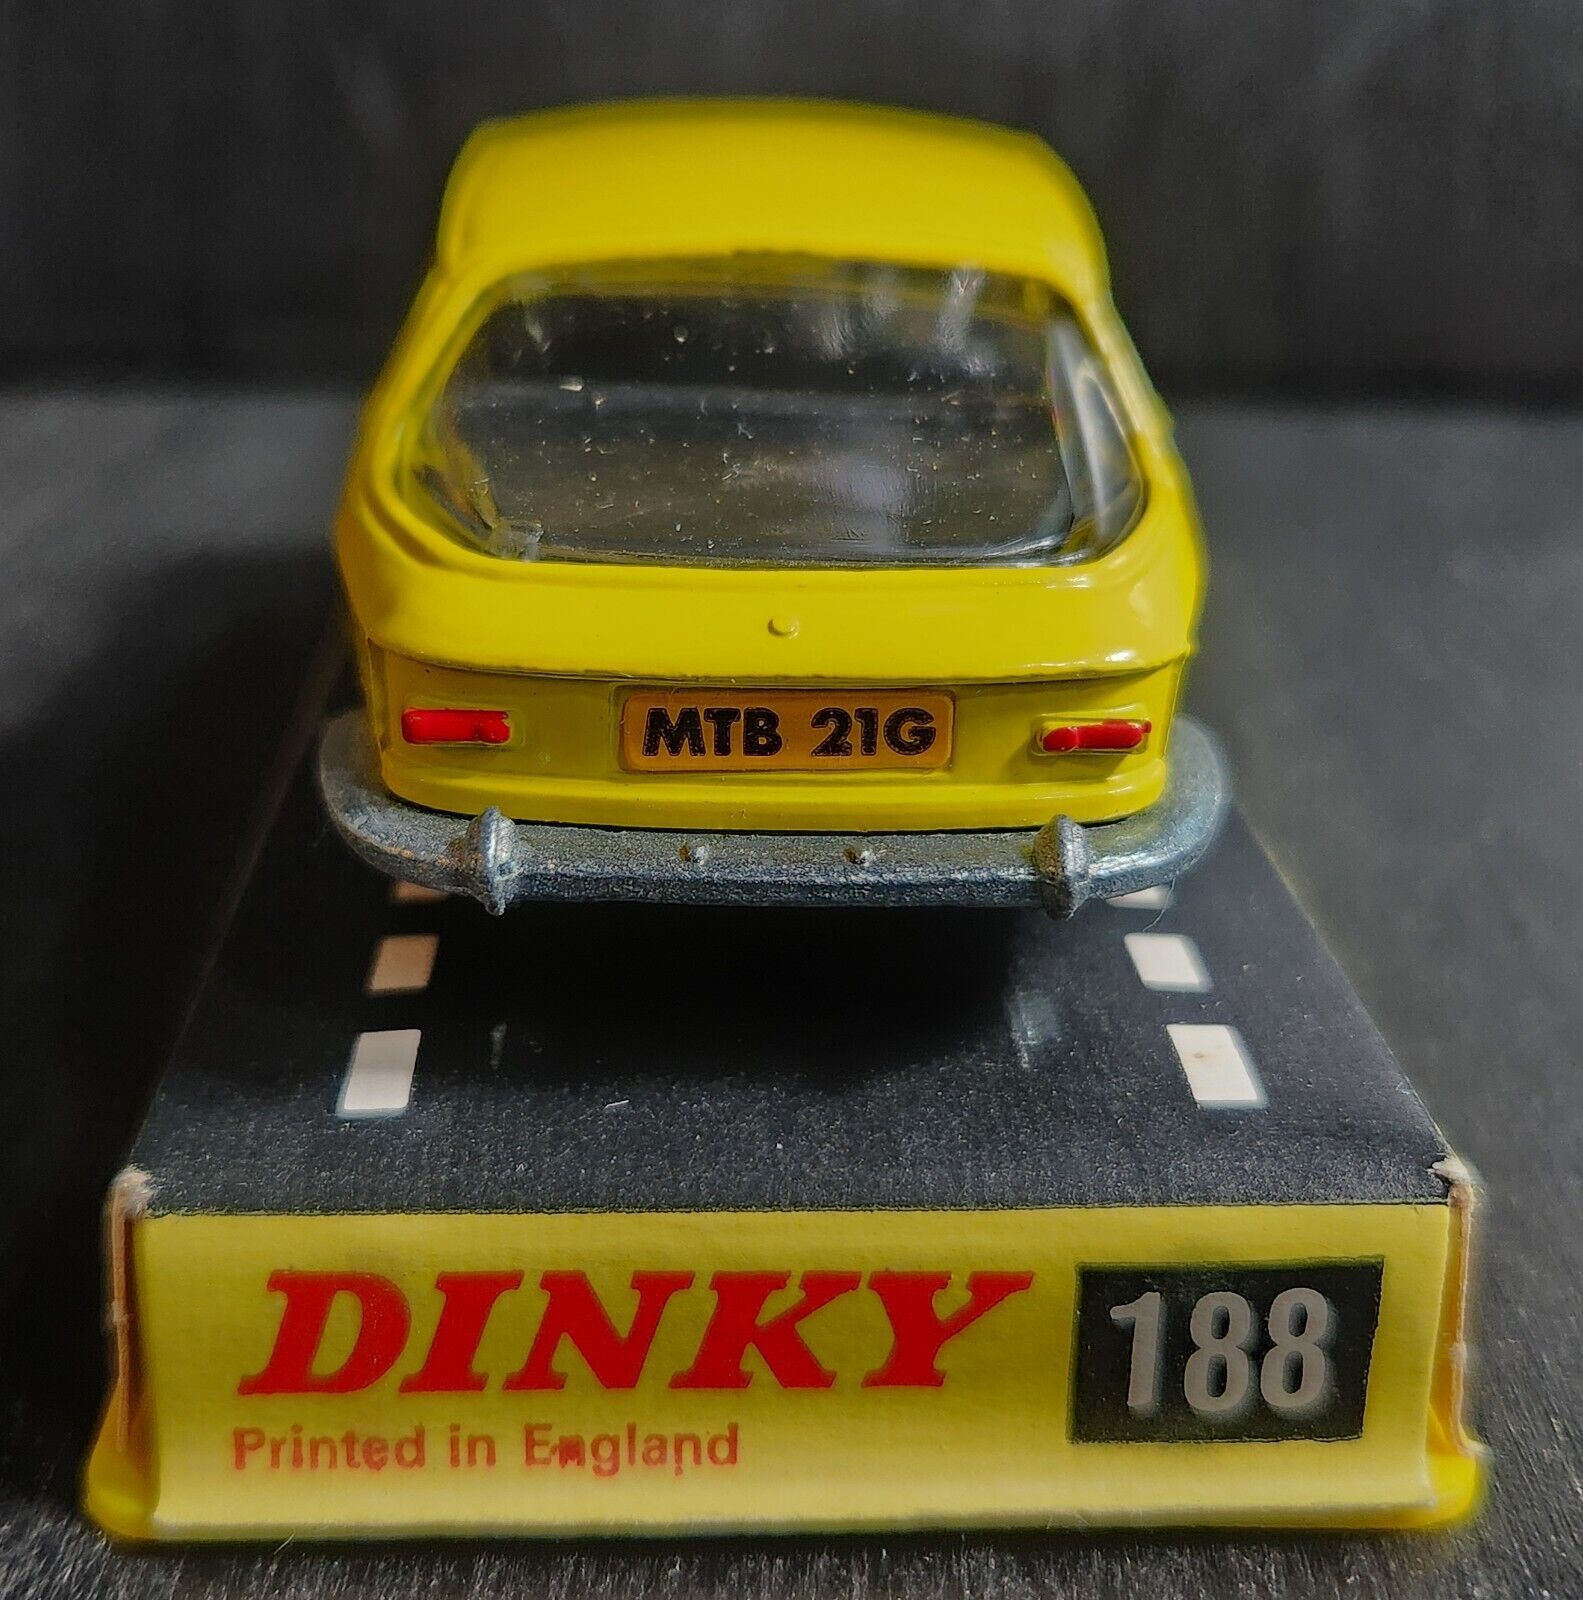 MTB 21G
DINKY 188
Printed in England